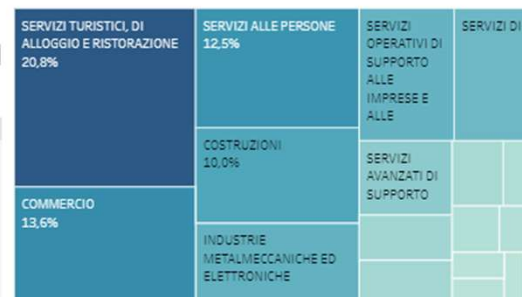 SERVIZI TURISTICI, DI
ALLOGGIO E RISTORAZIONE
20,8%
COMMERCIO
13,6%
SERVIZI ALLE PERSONE
12,5%
COSTRUZIONI
10,0%
INDUSTRIE
METALMECCANICHE ED
ELETTRONICHE
SERVIZI
OPERATIVI DI
SUPPORTO
ALLE
IMPRESE E
ALLE
SERVIZI
AVANZATI DI
SUPPORTO
SERVIZI DI